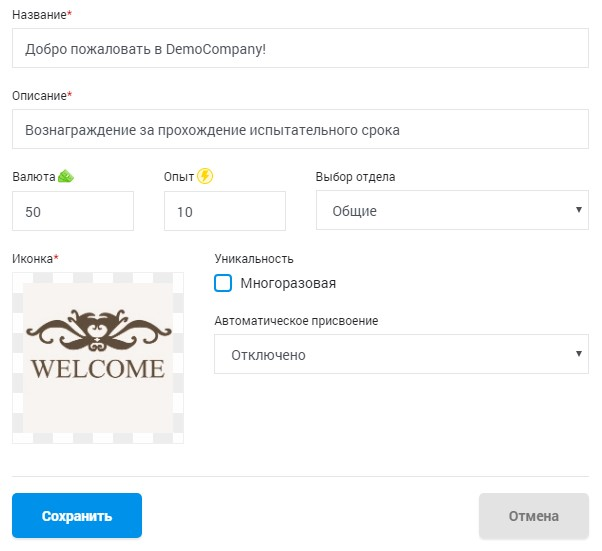 Название*
Добро пожаловать в DemoCompany!
Описание*
Вознаграждение за прохождение испытательного срока
Валюта Опыт Выбор отдела
50 10 Общие
Иконка* Уникальность
Многоразовая
Автоматическое присвоение
Отключено
WELCOME
Сохранить Отмена